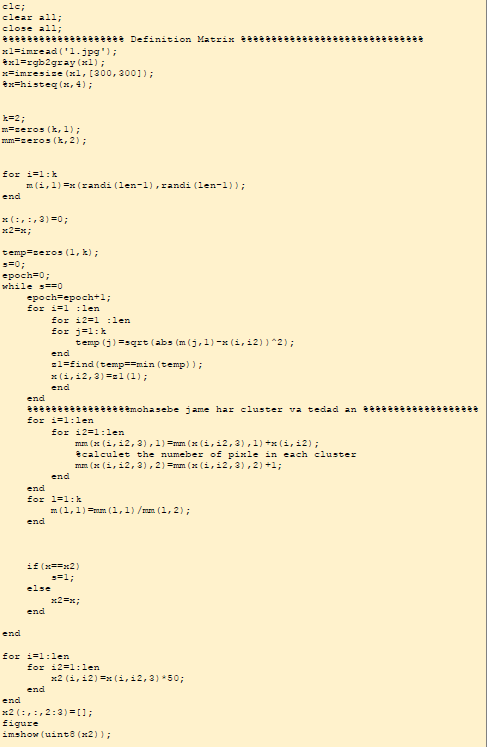 clc;
clear all;
close all;
%%%%%%%%%%%%%%%%%%%% Definition Matrix %%%%%%%%%%%%%%%%%%%%%%%%%%%%%%
x1=imread('1.jpg');
%x1=rgb2gray(x1);
x=imresize(x1,[300,300]);
%x=histeq(x,4);
k=2;
m=zeros(k,1);
mm=zeros(k,2);
for i=1:k
m(i,1)=x(randi(len-1),randi(len-1));
end
x(:,:,3)=0;
x2=x;
temp=zeros(1,k);
s=0;
epoch=0;
while s==0
epoch=epoch+1;
for i=1 :len
for i2=1 :len
for j=1:k
temp(j)=sqrt(abs(m(j,1)-x(i,i2))^2);
end
z1=find(temp==min(temp));
x(i,i2,3)=z1(1);
end
end
%%%%%%%%%%%%%%%%%mohasebe jame har cluster va tedad an %%%%%%%%%%%%%%%%%%%
for i=1:len
for i2=1:len
mm(x(i,i2,3),1)=mm(x(i,i2,3),1)+x(i,i2);
%calculet the numeber of pixle in each cluster
mm(x(i,i2,3),2)=mm(x(i,i2,3),2)+1;
end
end
for l=1:k
m(l,1)=mm(l,1)/mm(l,2);
end
if(x==x2)
s=1;
else
x2=x;
end
end
for i=1:len
for i2=1:len
x2(i,i2)=x(i,i2,3)*50;
end
end
x2(:,:,2:3)=[];
figure
imshow(uint8(x2));